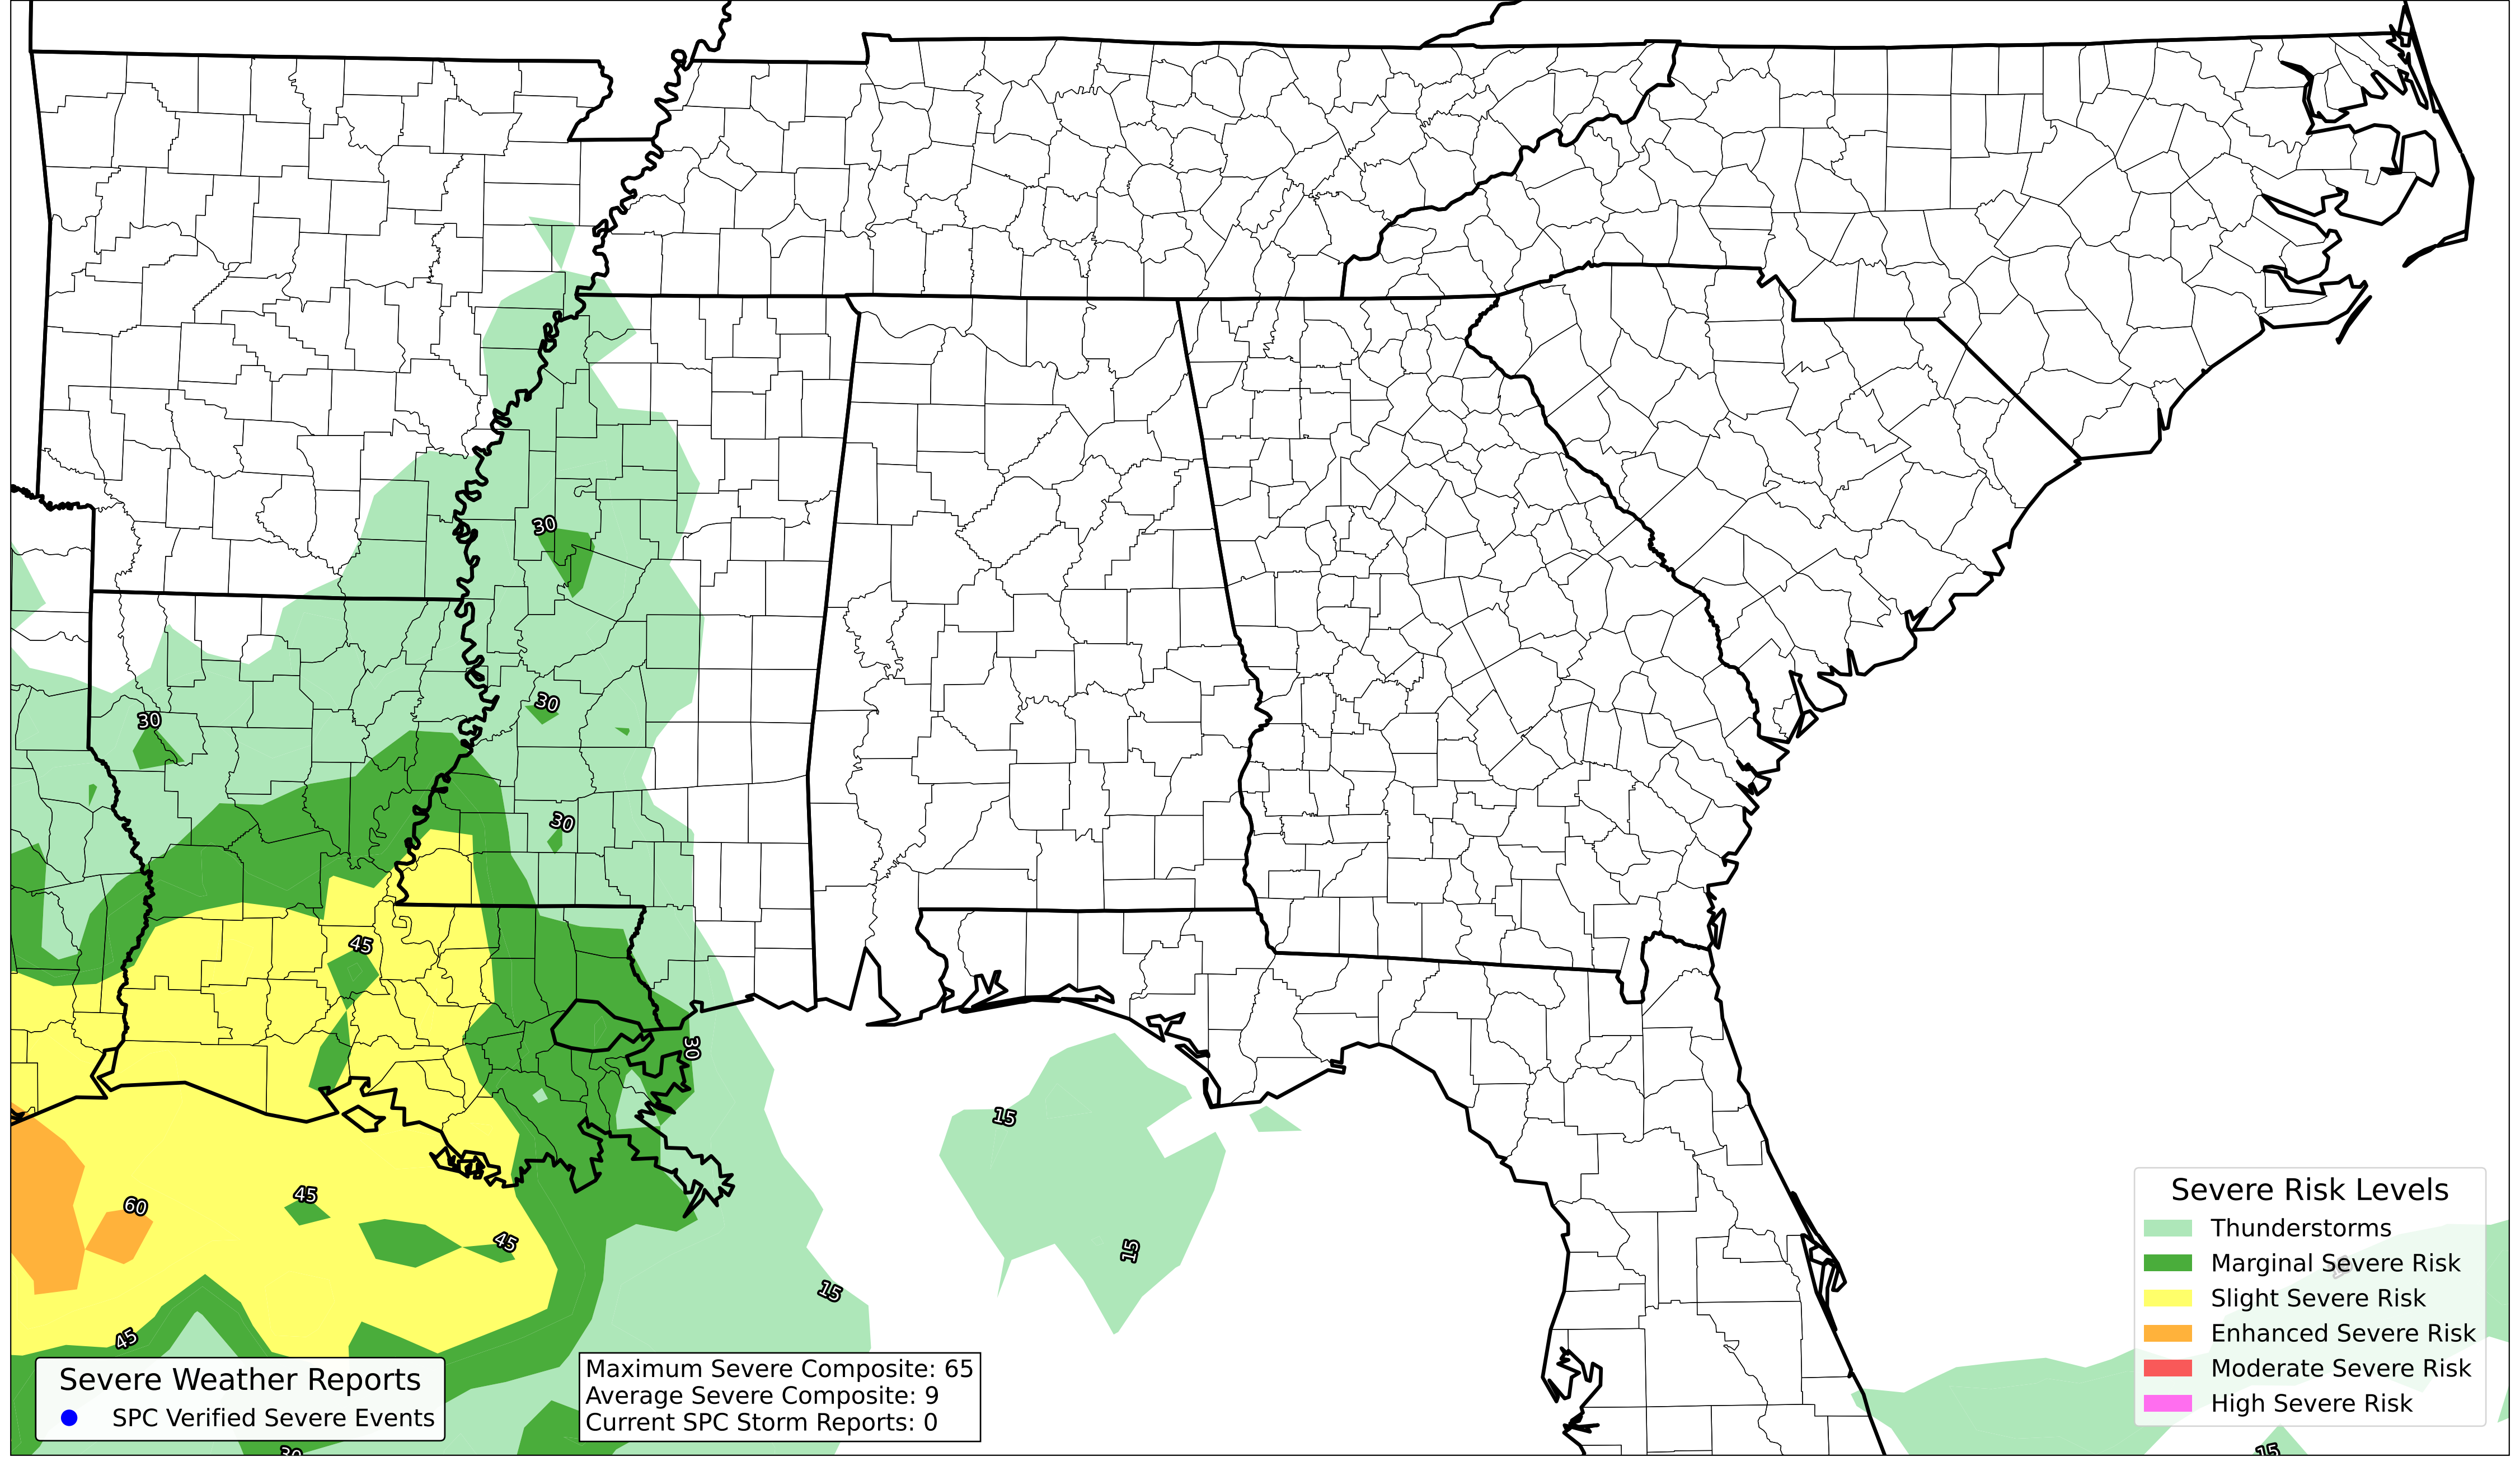 30
30
30
30
45
30
15
60
45
45
15
15
45
15
30
15
Severe Risk Levels
Thunderstorms
Marginal Severe Risk
Slight Severe Risk
Enhanced Severe Risk
Moderate Severe Risk
High Severe Risk
Severe Weather Reports
SPC Verified Severe Events
Maximum Severe Composite: 65
Average Severe Composite: 9
Current SPC Storm Reports: 0